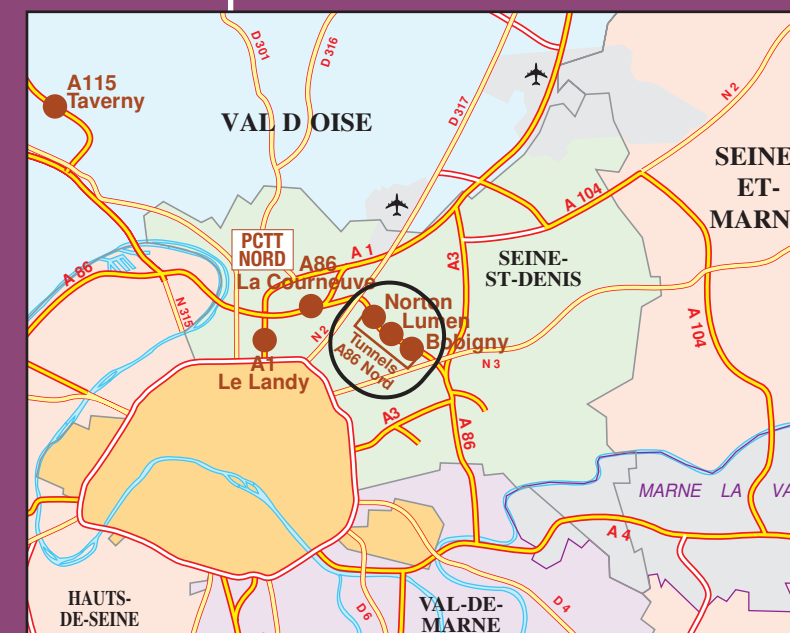 D 301
D 316
A115
Taverny
D 317
N 2
VAL D OISE
SEINE
ET-
MARN
A 104
PCTT
NORD
A 1
A86
La Courneuve
A3
SEINE-
ST-DENIS
A 86
N 315
N 2
Norton
Lumen
Bobigny
Tunnels
A86 Nord
A 104
A1
Le Landy
N 3
A3
A 86
MARNE LA VA
A 4
HAUTS-
DE-SEINE
D 6
VAL-DE-
MARNE
D 4